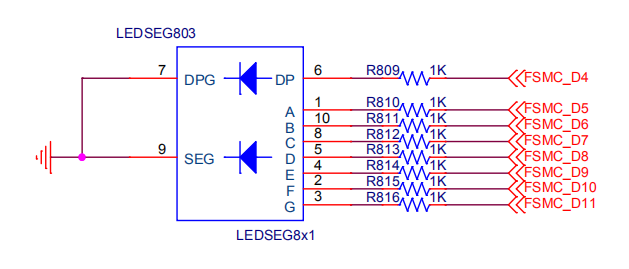 LEDSEG803
7 DPG DP 6 R809 1K FSMC_D4
A 1 R810 1K FSMC_D5
B 10 R811 1K FSMC_D6
C 8 R812 1K FSMC_D7
9 SEG D 5 R813 1K FSMC_D8
E 4 R814 1K FSMC_D9
F 2 R815 1K FSMC_D10
G 3 R816 1K FSMC_D11
LEDSEG8x1